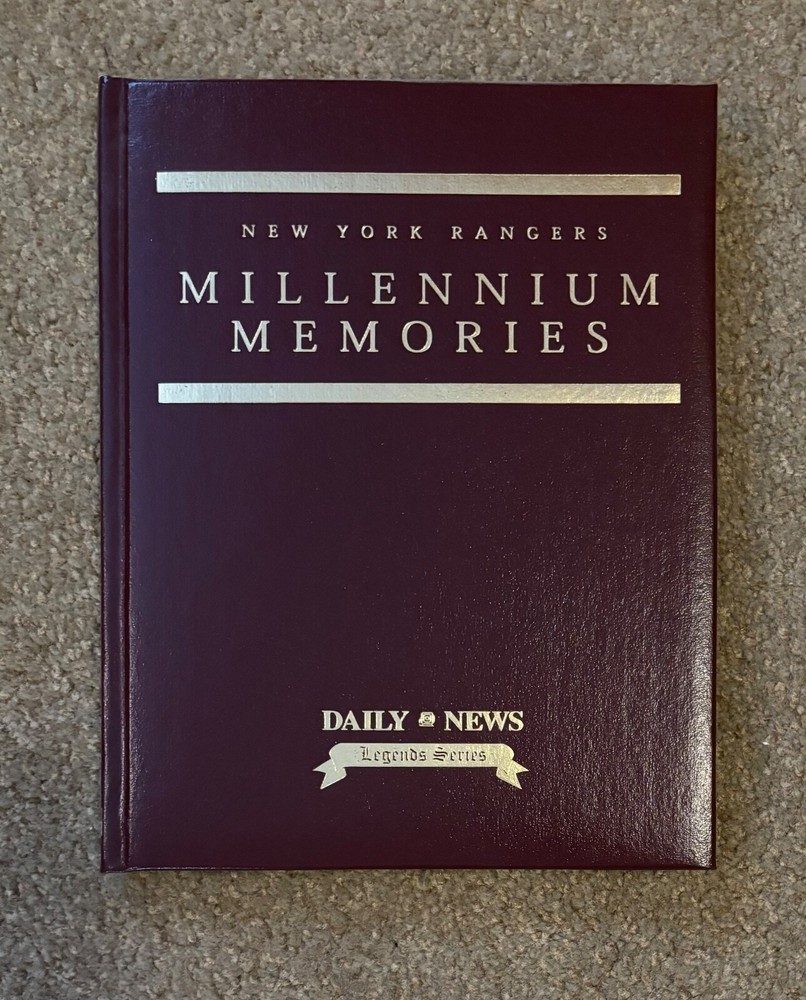 NEW YORK RANGERS
MILLENNIUM
MEMORIES
DAILY NEWS
Legends Series